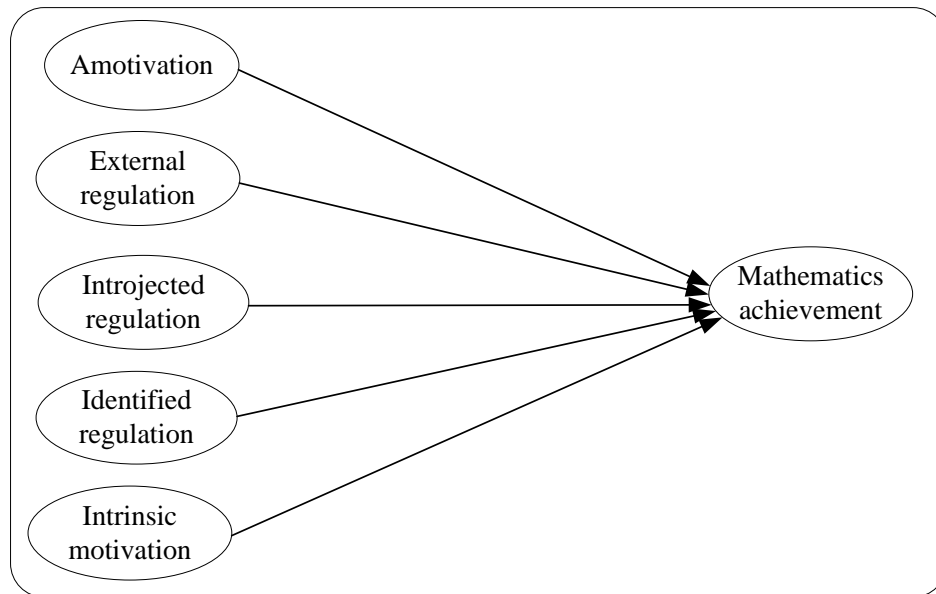 Amotivation
External
regulation
Introjected
regulation
Identified
regulation
Intrinsic
motivation
Mathematics
achievement